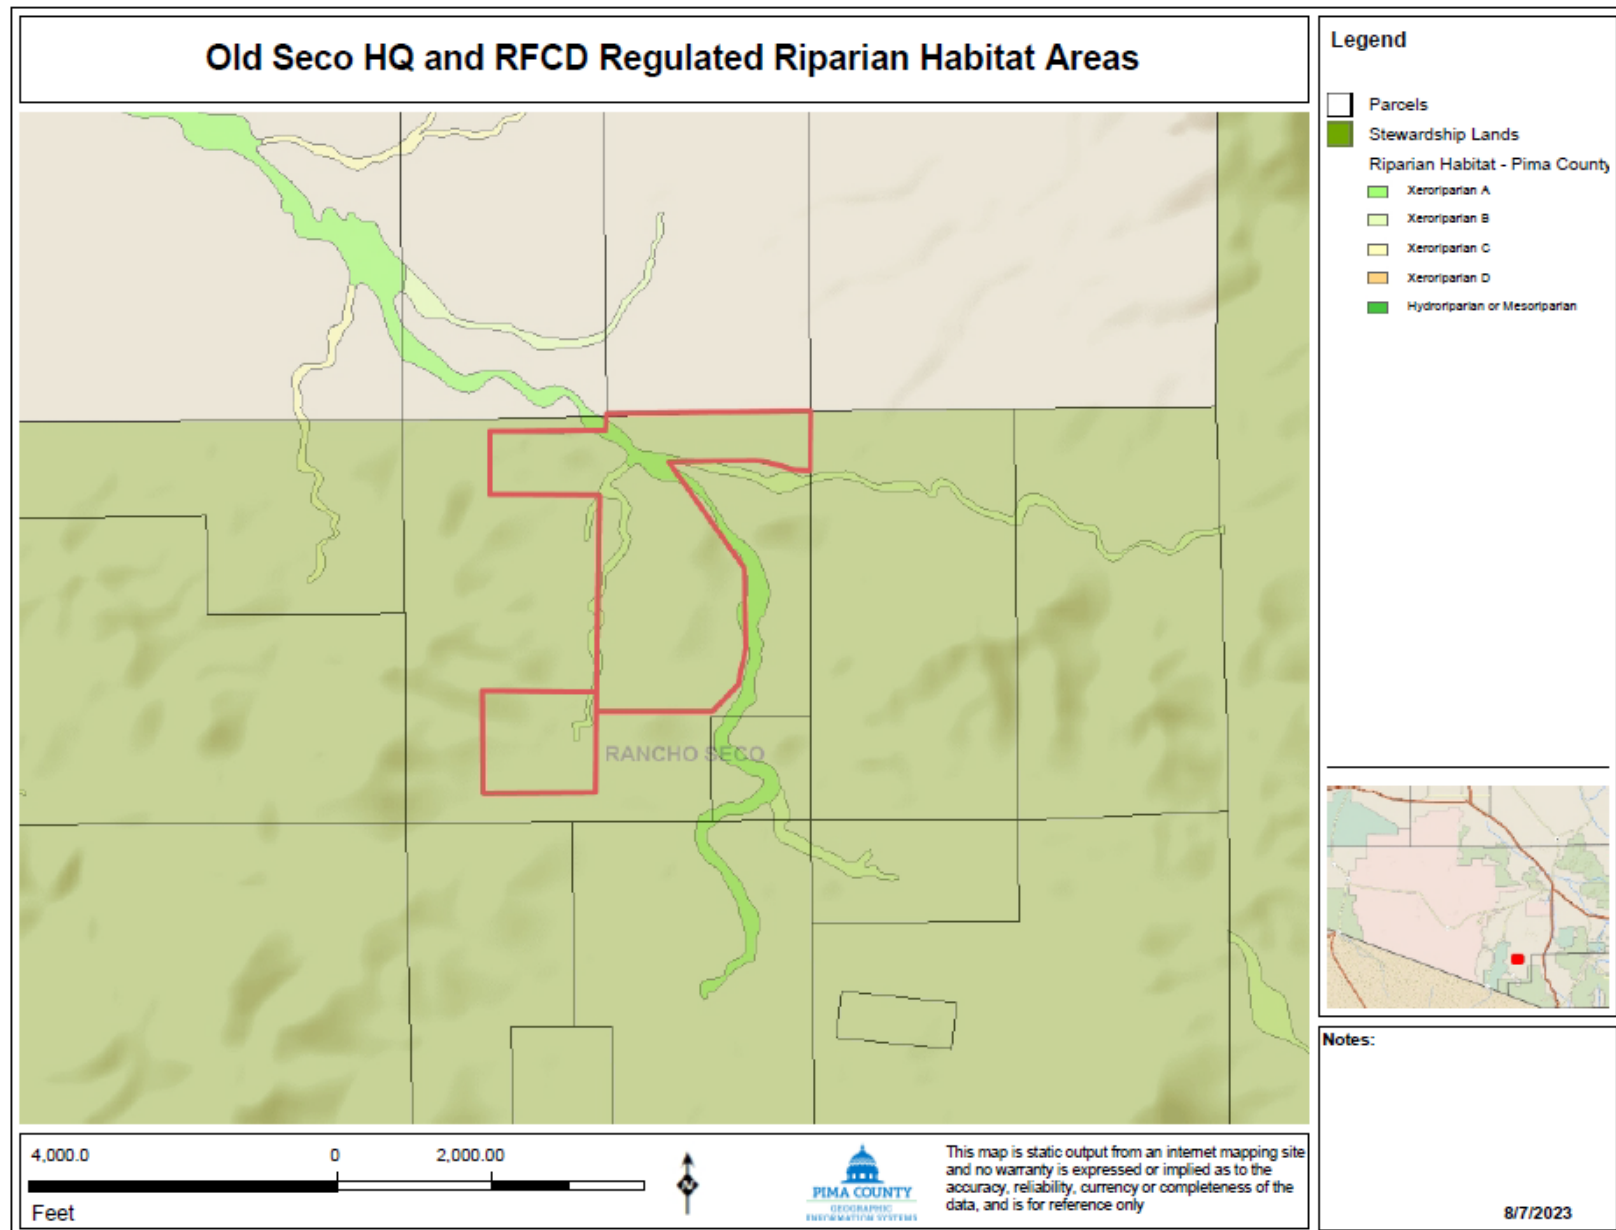 Old Seco HQ and RFCD Regulated Riparian Habitat Areas
Legend
Parcels
Stewardship Lands
Riparian Habitat - Pima County
Xeroriparian A
Xeroriparian B
Xeroriparian C
Xeroriparian D
Hydroriparian or Mesoriparian
RANCHO SECO
Notes:
4,000.0 0 2,000.00
Feet
N
PIMA COUNTY
GEOGRAPHIC
INFORMATION SYSTEMS
This map is static output from an internet mapping site
and no warranty is expressed or implied as to the
accuracy, reliability, currency or completeness of the
data, and is for reference only
8/7/2023